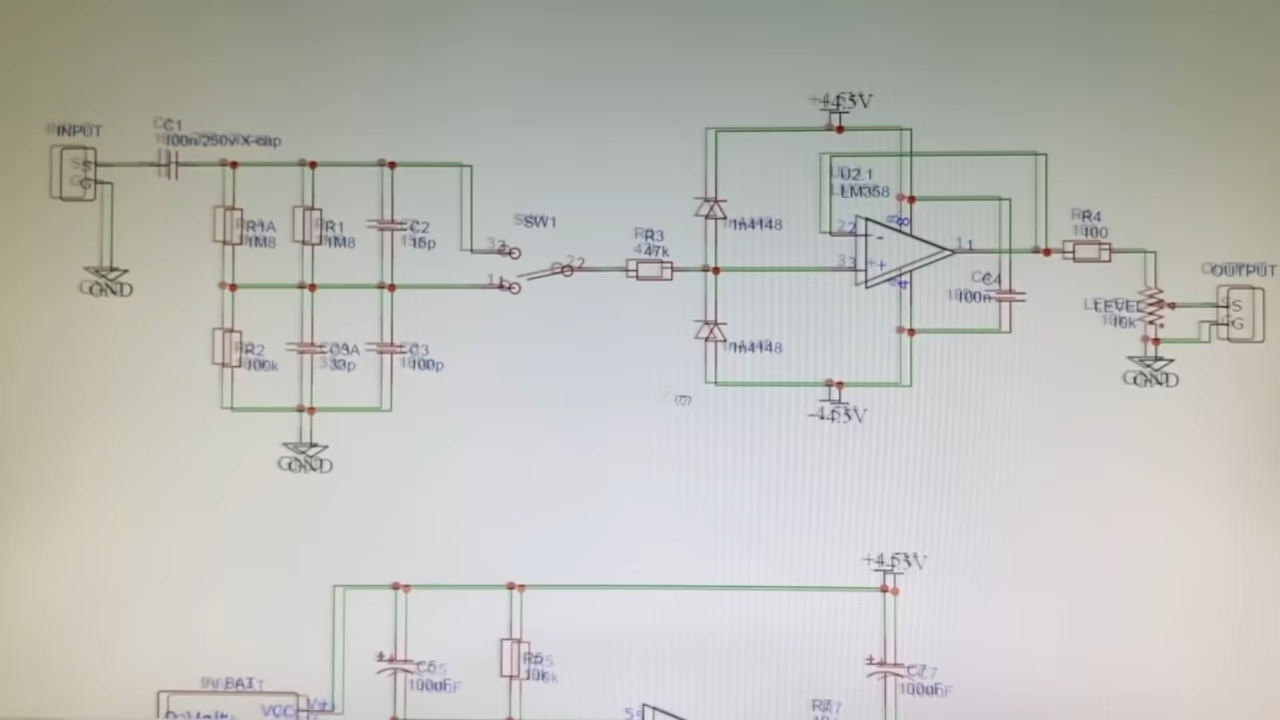 INPUT
C1
100n/250v X-cap
S
G
GND
R1A
1M8
R1
1M8
C2
15p
SW1
3
1
2
R2
100k
C3A
33p
C3
100p
GND
R3
47k
+4.5V
1n4148
1n4148
-4.5V
U2.1
LM358
2
3
8
4
1
-
+
C4
100n
R4
100
LEVEL
10k
GND
OUTPUT
S
G
+4.5V
C5
100uF
R5
10k
C7
100uF
9V BAT
V+
VCC
R7
5